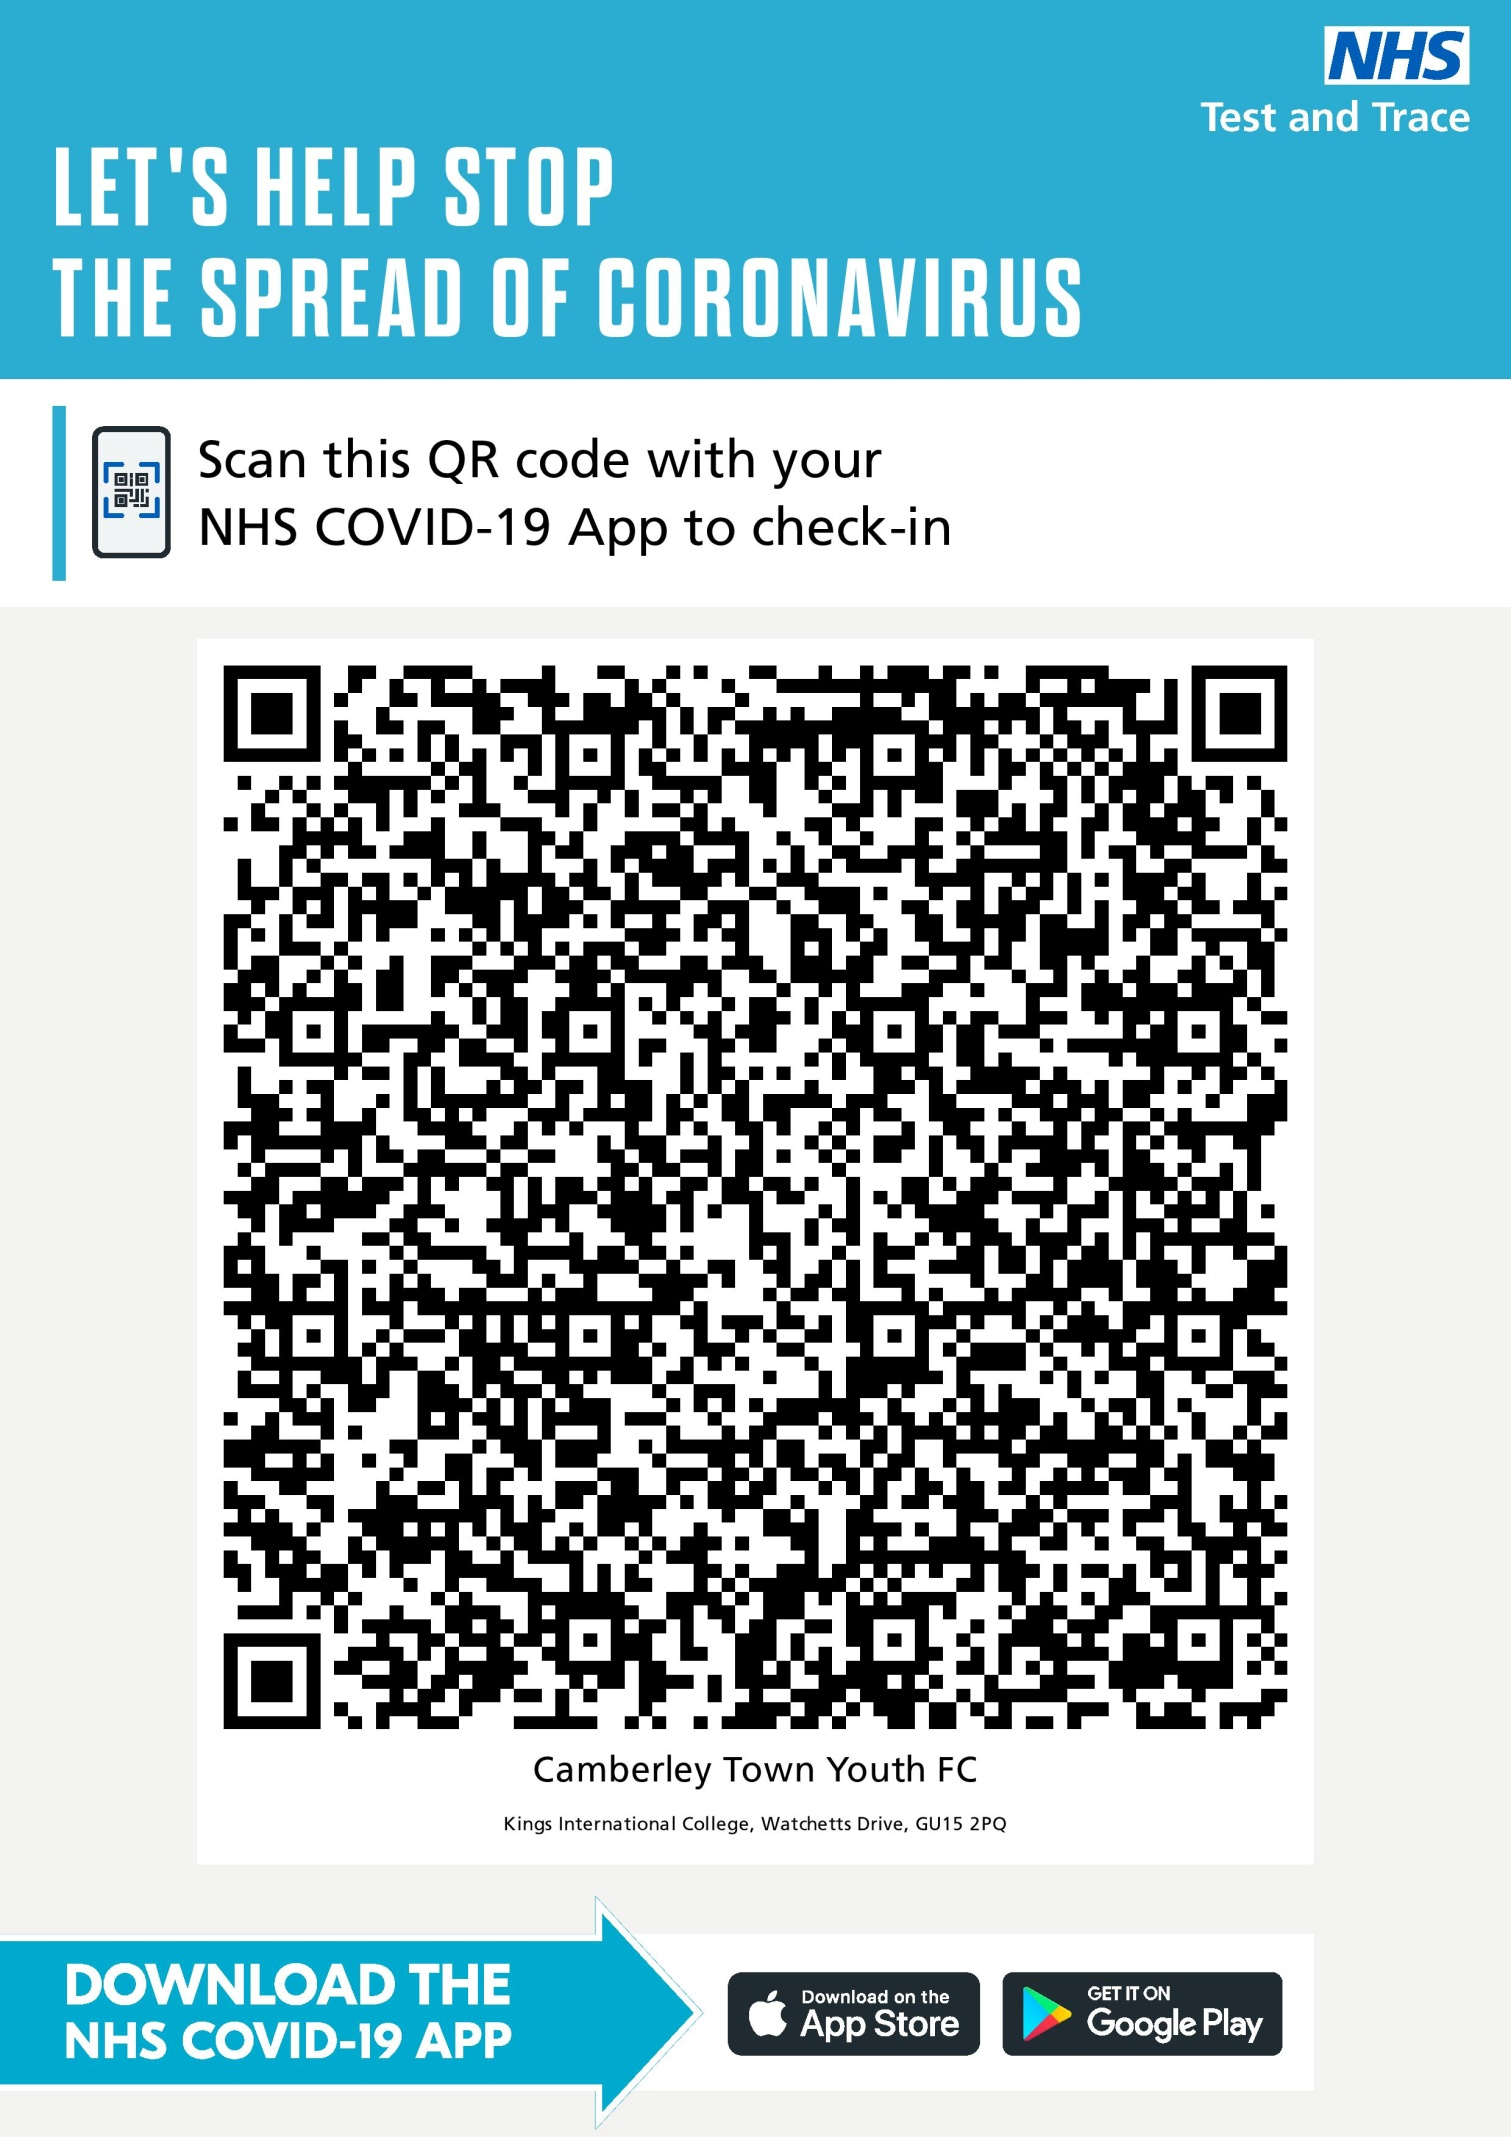 NHS
Test and Trace
LET'S HELP STOP
THE SPREAD OF CORONAVIRUS
Scan this QR code with your
NHS COVID-19 App to check-in
Camberley Town Youth FC
Kings International College, Watchetts Drive, GU15 2PQ
DOWNLOAD THE
NHS COVID-19 APP
Download on the
App Store
GET IT ON
Google Play